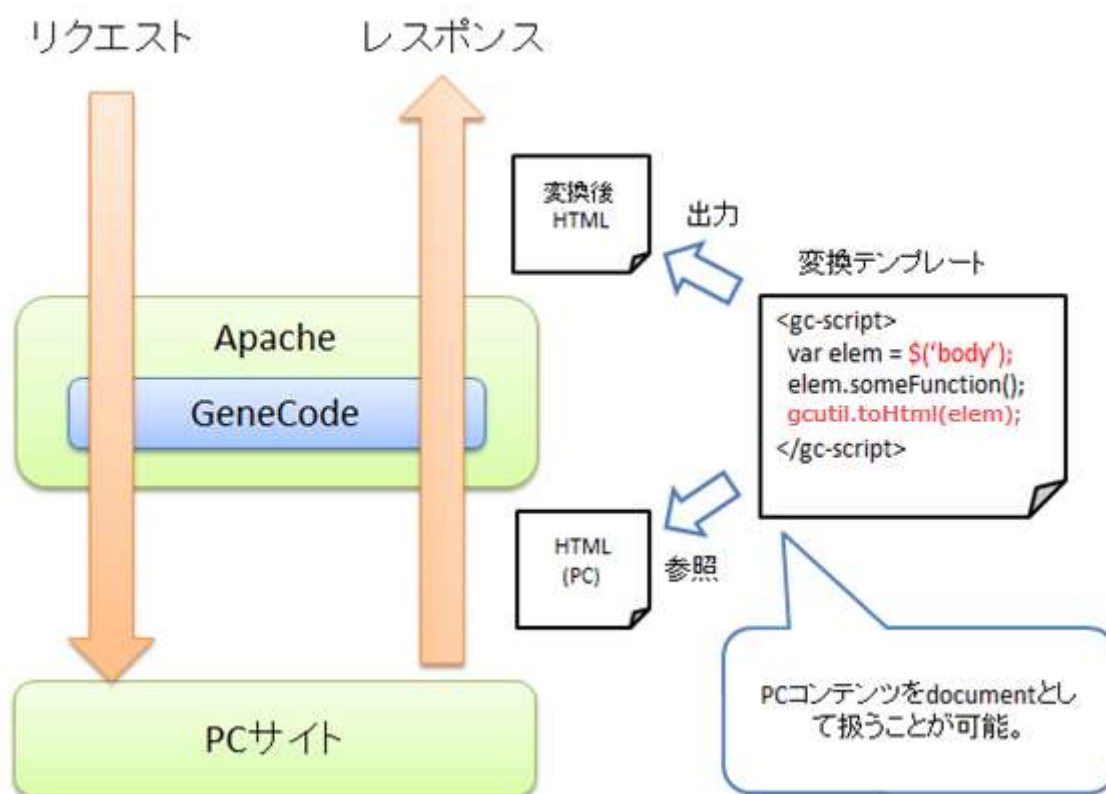 リクエスト
レスポンス
変換後
HTML
出力
変換テンプレート
<gc-script>
var elem = $(‘body’);
elem.someFunction();
gcutil.toHtml(elem);
</gc-script>
Apache
GeneCode
HTML
(PC)
参照
PCコンテンツをdocumentとし
て扱うことが可能。
PCサイト